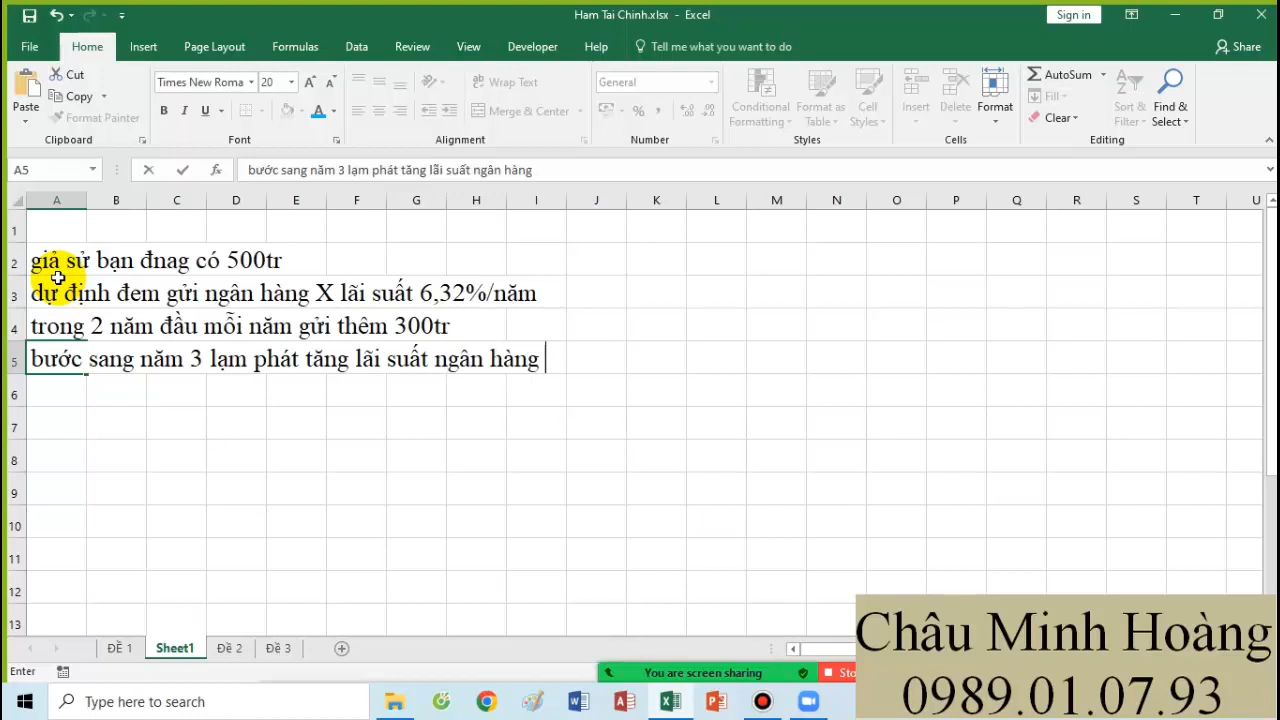 Ham Tai Chinh.xlsx - Excel
Sign in
File Home Insert Page Layout Formulas Data Review View Developer Help Tell me what you want to do Share
Paste Cut Copy Format Painter
Clipboard
Times New Roma 20
B I U A
Font
Wrap Text
Merge & Center
Alignment
General
% ,
Number
Conditional Formatting
Format as Table
Cell Styles
Styles
Insert Delete Format
Cells
AutoSum
Fill
Clear
Sort & Filter
Find & Select
Editing
A5 fx bước sang năm 3 lạm phát tăng lãi suất ngân hàng
A B C D E F G H I J K L M N O P Q R S T U
1
2 giả sử bạn đnag có 500tr
3 dự định đem gửi ngân hàng X lãi suất 6,32%/năm
4 trong 2 năm đầu mỗi năm gửi thêm 300tr
5 bước sang năm 3 lạm phát tăng lãi suất ngân hàng
6
7
8
9
10
11
12
13
ĐỀ 1 Sheet1 Đề 2 Đề 3
Enter
You are screen sharing
Type here to search
Châu Minh Hoàng
0989.01.07.93